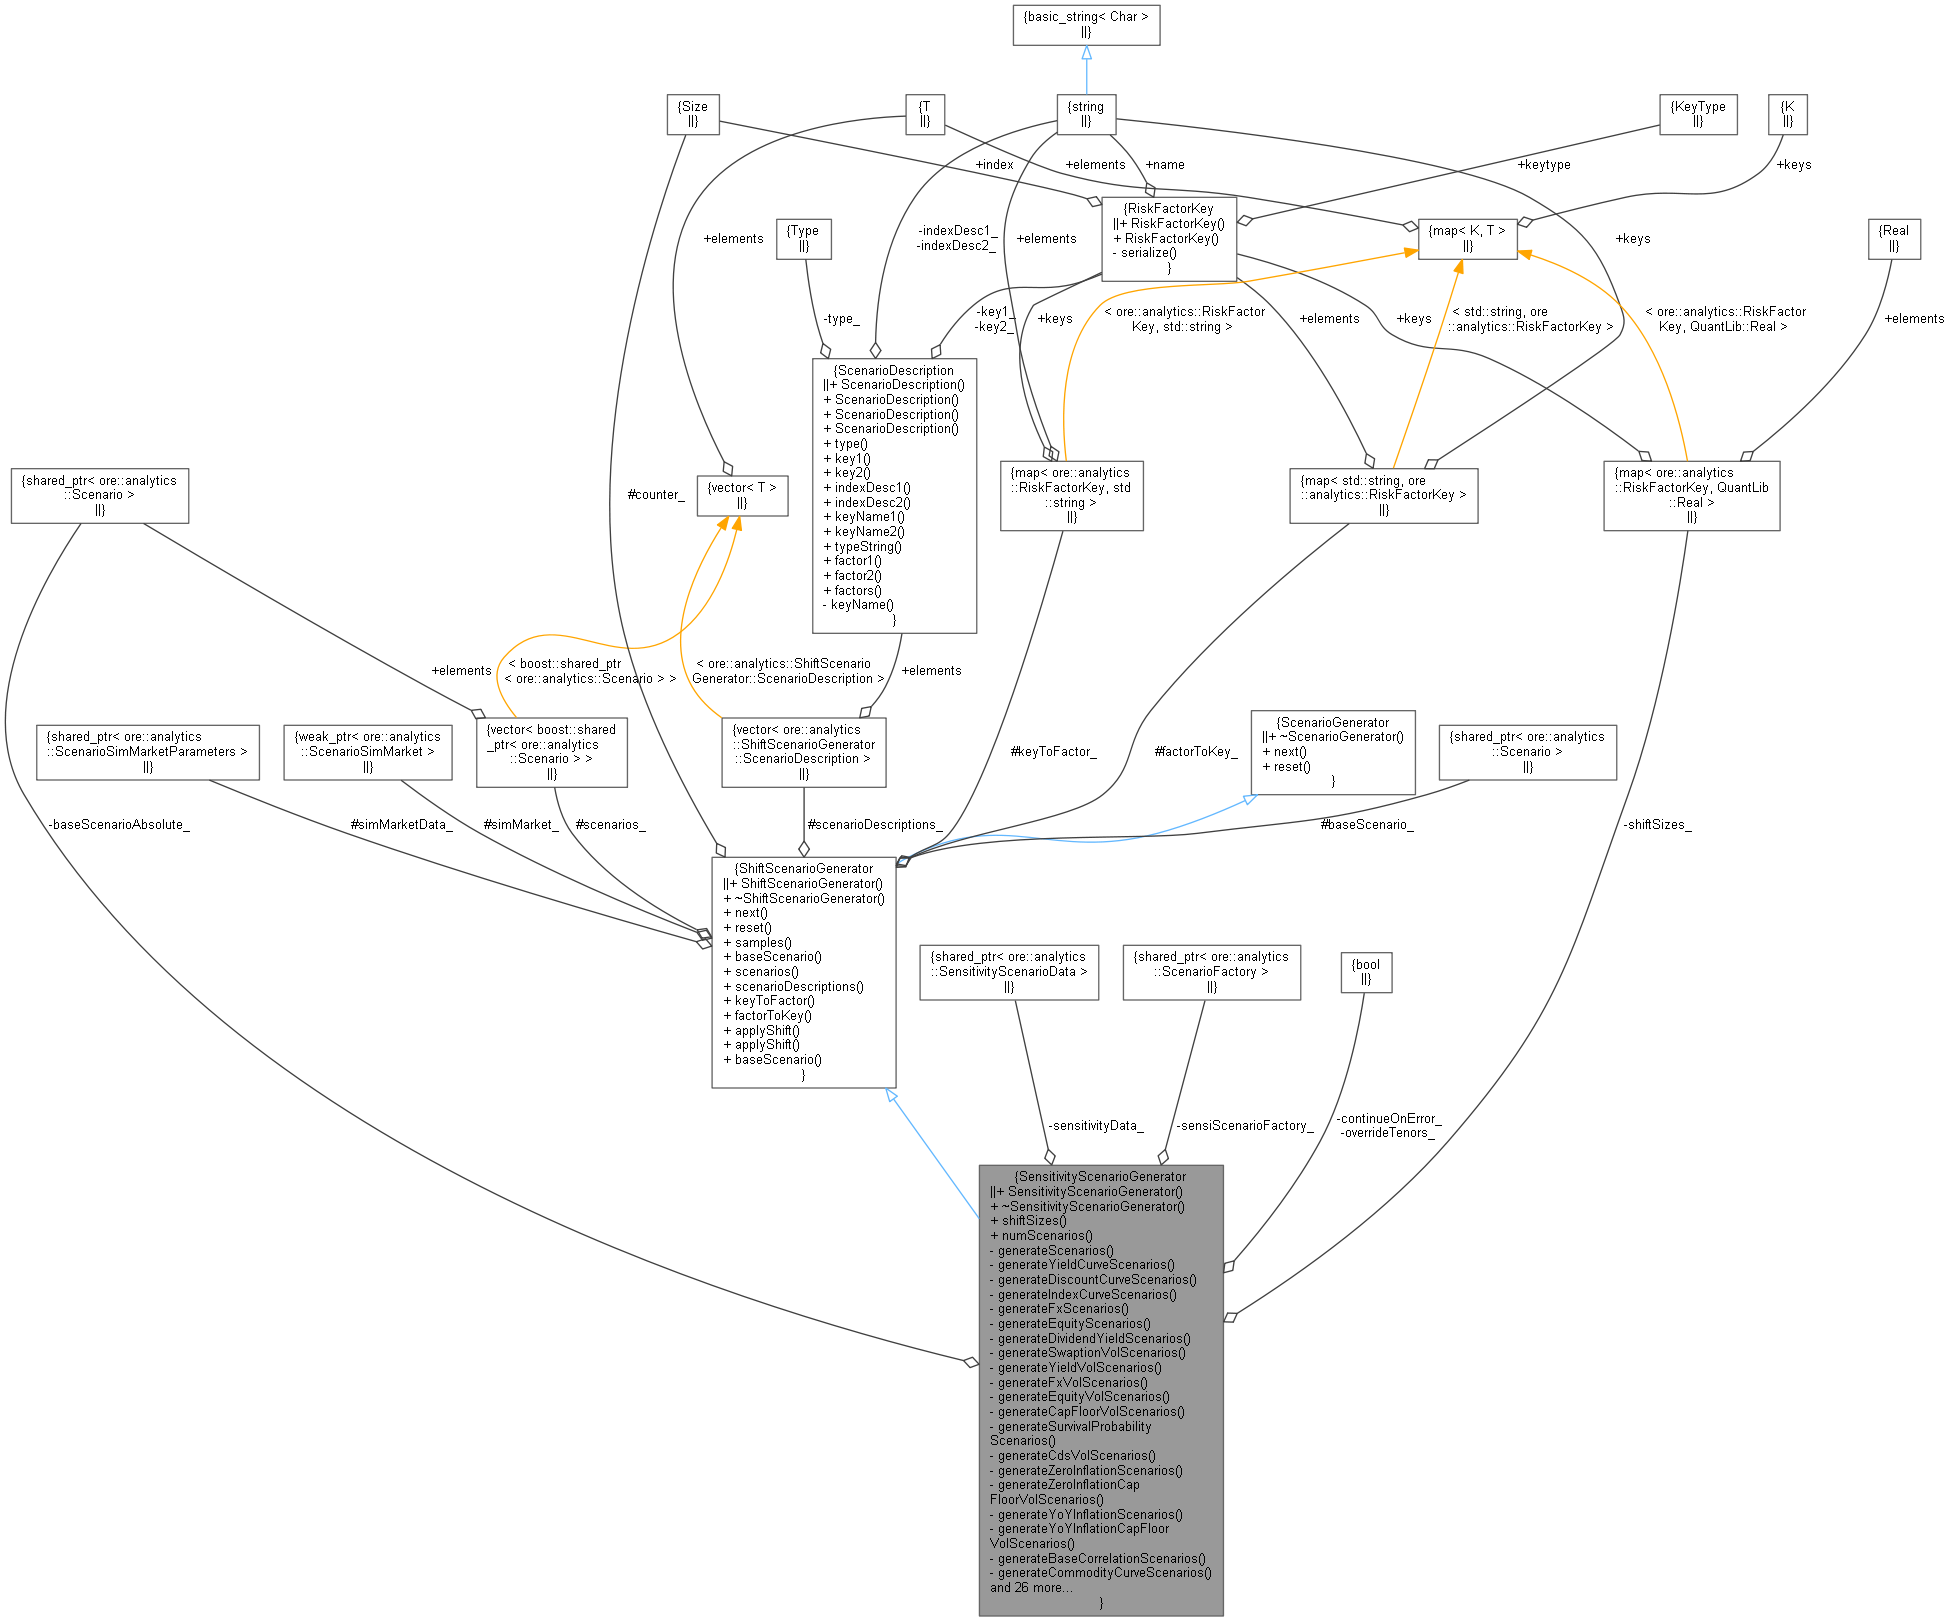 {basic_string< Char >
||}
{Size
||}
{T
||}
{string
||}
{KeyType
||}
{K
||}
+index
+elements
+name
+keytype
+keys
{RiskFactorKey
||+ RiskFactorKey()
+ RiskFactorKey()
- serialize()
}
{Type
||}
+elements
-indexDesc1_
-indexDesc2_
+elements
{map< K, T >
||}
+keys
{Real
||}
-type_
-key1_
-key2_
+keys
< ore::analytics::RiskFactor
Key, std::string >
+elements
+keys
< std::string, ore
::analytics::RiskFactorKey >
< ore::analytics::RiskFactor
Key, QuantLib::Real >
+elements
{ScenarioDescription
||+ ScenarioDescription()
+ ScenarioDescription()
+ ScenarioDescription()
+ ScenarioDescription()
+ type()
+ key1()
+ key2()
+ indexDesc1()
+ indexDesc2()
+ keyName1()
+ keyName2()
+ typeString()
+ factor1()
+ factor2()
+ factors()
- keyName()
}
{shared_ptr< ore::analytics
::Scenario >
||}
#counter_
{vector< T >
||}
{map< ore::analytics
::RiskFactorKey, std
::string >
||}
{map< std::string, ore
::analytics::RiskFactorKey >
||}
{map< ore::analytics
::RiskFactorKey, QuantLib
::Real >
||}
+elements
< boost::shared_ptr
< ore::analytics::Scenario > >
< ore::analytics::ShiftScenario
Generator::ScenarioDescription >
+elements
{shared_ptr< ore::analytics
::ScenarioSimMarketParameters >
||}
{weak_ptr< ore::analytics
::ScenarioSimMarket >
||}
{vector< boost::shared
_ptr< ore::analytics
::Scenario > >
||}
{vector< ore::analytics
::ShiftScenarioGenerator
::ScenarioDescription >
||}
#keyToFactor_
#factorToKey_
{ScenarioGenerator
||+ ~ScenarioGenerator()
+ next()
+ reset()
}
{shared_ptr< ore::analytics
::Scenario >
||}
-baseScenarioAbsolute_
#simMarketData_
#simMarket_
#scenarios_
#scenarioDescriptions_
#baseScenario_
-shiftSizes_
{ShiftScenarioGenerator
||+ ShiftScenarioGenerator()
+ ~ShiftScenarioGenerator()
+ next()
+ reset()
+ samples()
+ baseScenario()
+ scenarios()
+ scenarioDescriptions()
+ keyToFactor()
+ factorToKey()
+ applyShift()
+ applyShift()
+ baseScenario()
}
{shared_ptr< ore::analytics
::SensitivityScenarioData >
||}
{shared_ptr< ore::analytics
::ScenarioFactory >
||}
{bool
||}
-sensitivityData_
-sensiScenarioFactory_
-continueOnError_
-overrideTenors_
{SensitivityScenarioGenerator
||+ SensitivityScenarioGenerator()
+ ~SensitivityScenarioGenerator()
+ shiftSizes()
+ numScenarios()
- generateScenarios()
- generateYieldCurveScenarios()
- generateDiscountCurveScenarios()
- generateIndexCurveScenarios()
- generateFxScenarios()
- generateEquityScenarios()
- generateDividendYieldScenarios()
- generateSwaptionVolScenarios()
- generateYieldVolScenarios()
- generateFxVolScenarios()
- generateEquityVolScenarios()
- generateCapFloorVolScenarios()
- generateSurvivalProbability
Scenarios()
- generateCdsVolScenarios()
- generateZeroInflationScenarios()
- generateZeroInflationCap
FloorVolScenarios()
- generateYoYInflationScenarios()
- generateYoYInflationCapFloor
VolScenarios()
- generateBaseCorrelationScenarios()
- generateCommodityCurveScenarios()
and 26 more...
}